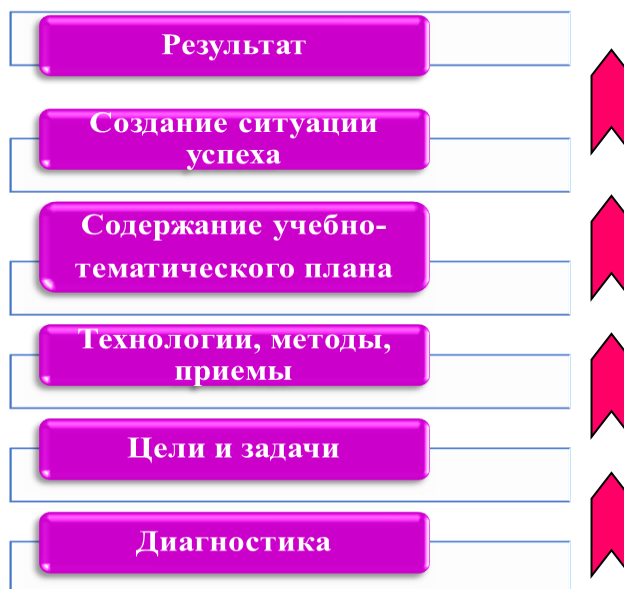 Результат
Создание ситуации
успеха
Содержание учебно-
тематического плана
Технологии, методы,
приемы
Цели и задачи
Диагностика